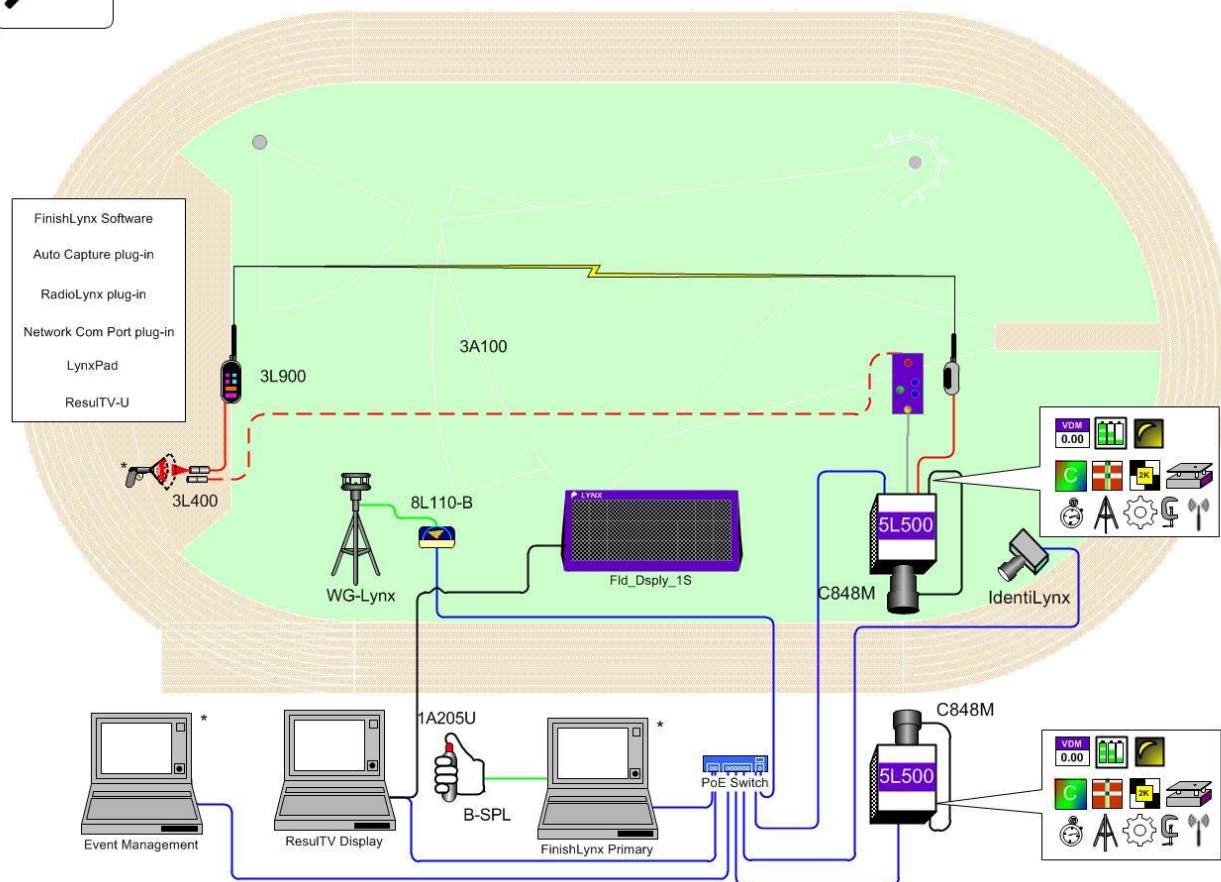 FinishLynx Software
Auto Capture plug-in
RadioLynx plug-in
Network Com Port plug-in
LynxPad
ResulTV-U
3L900
3A100
*
3L400
8L110-B
WG-Lynx
LYNX
Fld_Dsply_1S
5L500
C848M
IdentiLynx
VDM
0.00
C
2K
*
Event Management
ResulTV Display
1A205U
B-SPL
*
FinishLynx Primary
PoE Switch
C848M
5L500
VDM
0.00
C
2K